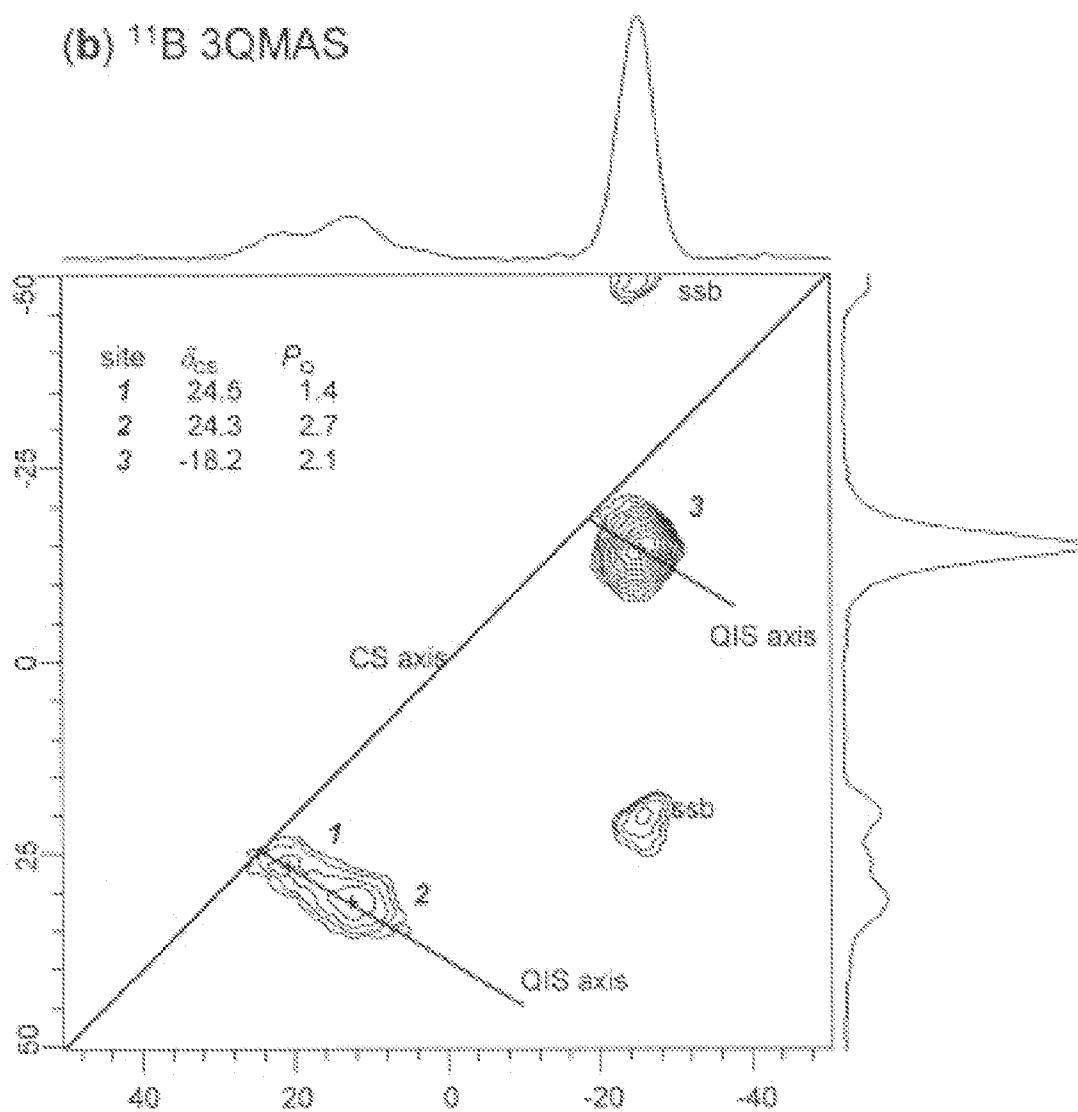 (b) ¹¹B 3QMAS
-50
ssb
site δCS PQ
1 24.5 1.4
2 24.3 2.7
3 -18.2 2.1
-25
3
QIS axis
0
CS axis
ssb
1
25
2
QIS axis
50
20 0 -20 -40